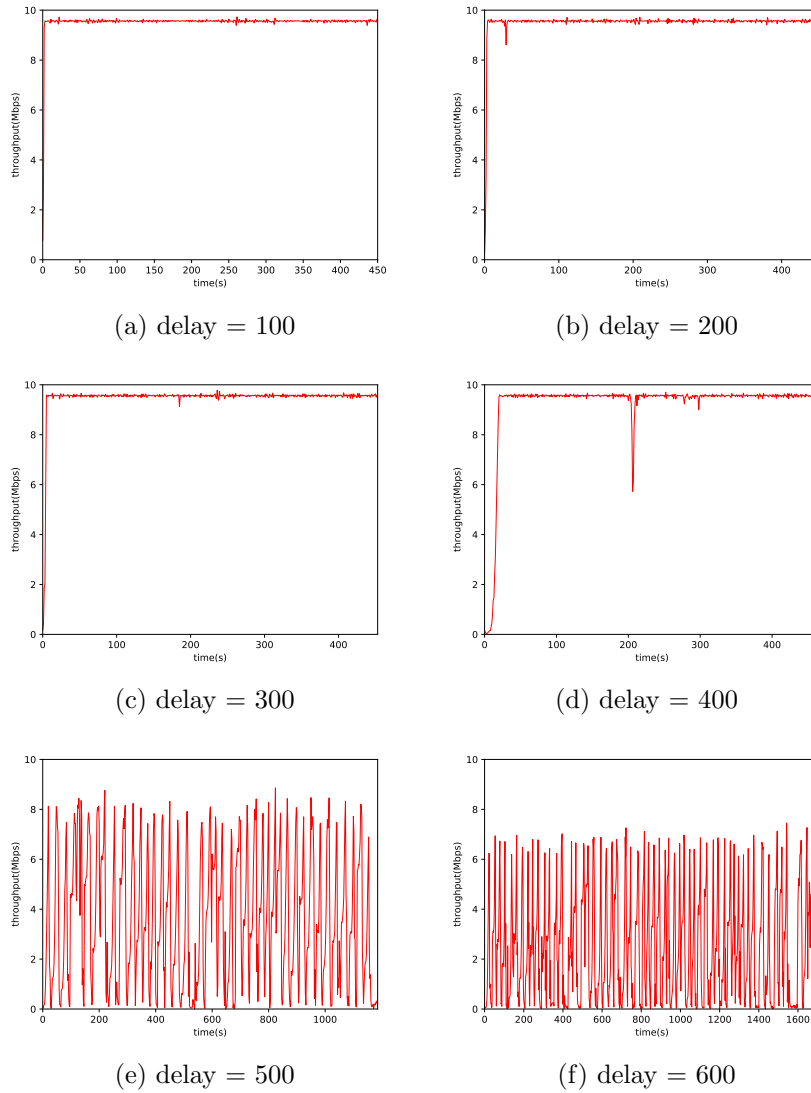 throughput(Mbps)
10
8
6
4
2
0
0 50 100 150 200 250 300 350 400 450
time(s)
(a) delay = 100
throughput(Mbps)
10
8
6
4
2
0
0 100 200 300 400
time(s)
(b) delay = 200
throughput(Mbps)
10
8
6
4
2
0
0 100 200 300 400
time(s)
(c) delay = 300
throughput(Mbps)
10
8
6
4
2
0
0 100 200 300 400
time(s)
(d) delay = 400
throughput(Mbps)
10
8
6
4
2
0
0 200 400 600 800 1000
time(s)
(e) delay = 500
throughput(Mbps)
10
8
6
4
2
0
0 200 400 600 800 1000 1200 1400 1600
time(s)
(f) delay = 600